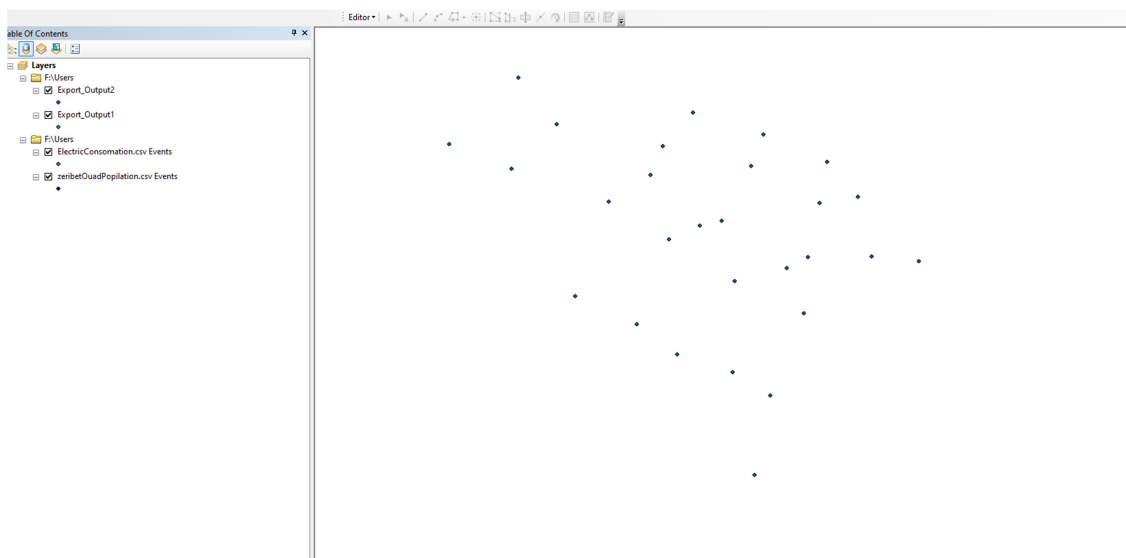 Editor
able Of Contents
Layers
F:\Users
Export_Output2
Export_Output1
F:\Users
ElectricConsomation.csv Events
zeribetOuadPopilation.csv Events